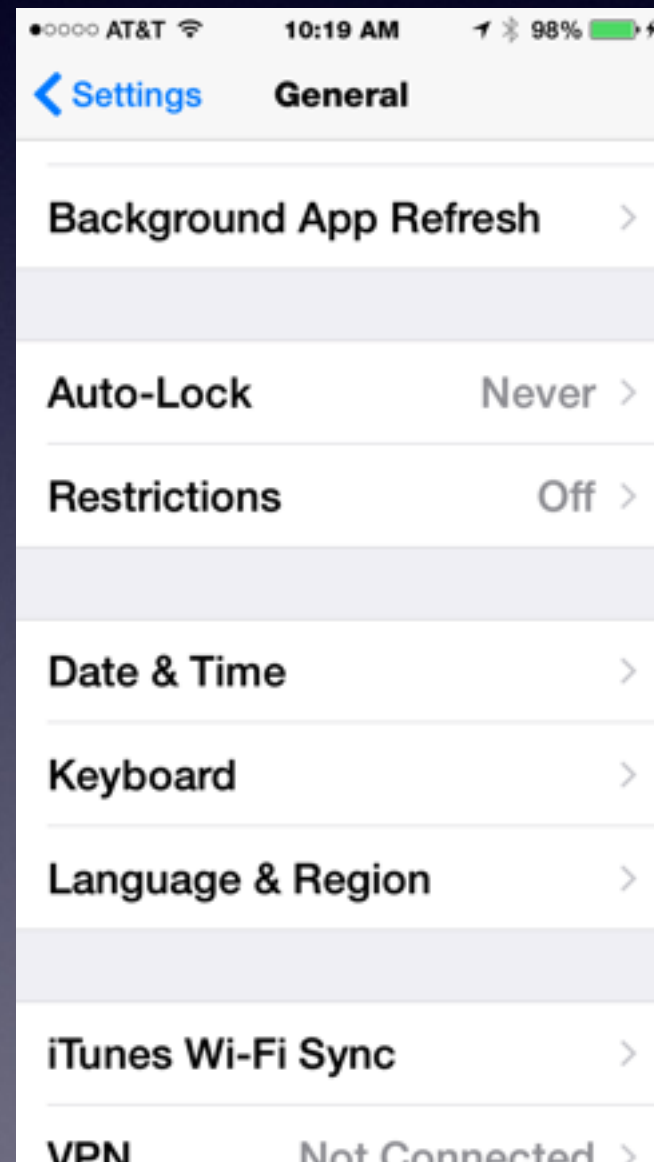 AT&T 10:19 AM 98%
Settings General
Background App Refresh
Auto-Lock Never
Restrictions Off
Date & Time
Keyboard
Language & Region
iTunes Wi-Fi Sync
VPN Not Connected